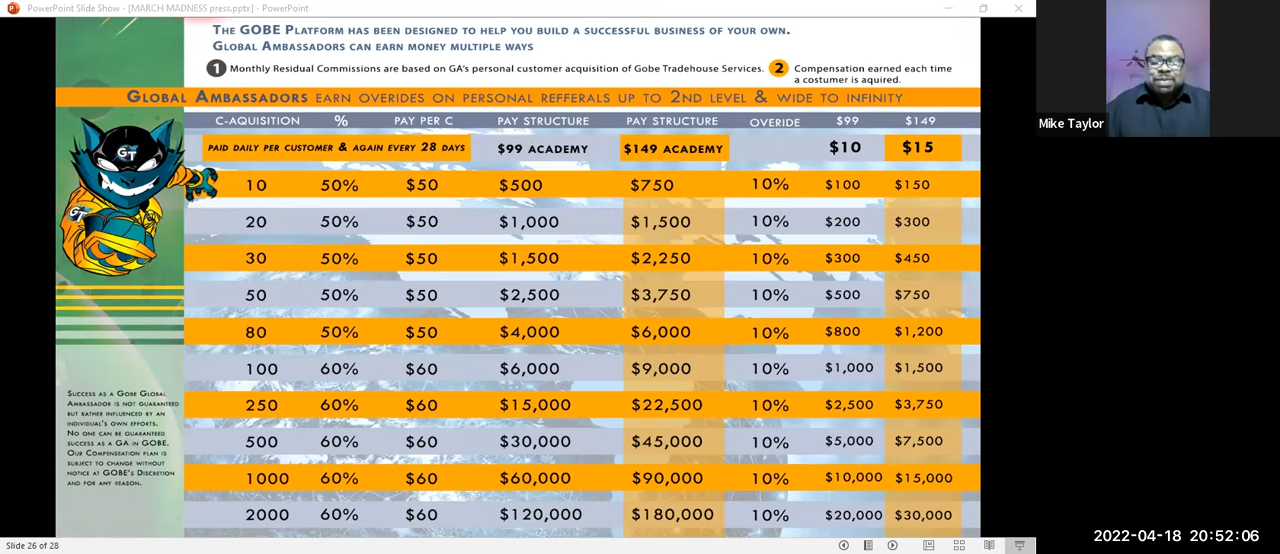 PowerPoint Slide Show - [MARCH MADNESS press.pptx] - PowerPoint
THE GOBE PLATFORM HAS BEEN DESIGNED TO HELP YOU BUILD A SUCCESSFUL BUSINESS OF YOUR OWN.
GLOBAL AMBASSADORS CAN EARN MONEY MULTIPLE WAYS
1 Monthly Residual Commissions are based on GA's personal customer acquisition of Gobe Tradehouse Services. 2 Compensation earned each time
a costumer is aquired.
GLOBAL AMBASSADORS EARN OVERIDES ON PERSONAL REFFERALS UP TO 2ND LEVEL & WIDE TO INFINITY
C-AQUISITION % PAY PER C PAY STRUCTURE PAY STRUCTURE OVERIDE $99 $149
PAID DAILY PER CUSTOMER & AGAIN EVERY 28 DAYS $99 ACADEMY $149 ACADEMY $10 $15
10 50% $50 $500 $750 10% $100 $150
20 50% $50 $1,000 $1,500 10% $200 $300
30 50% $50 $1,500 $2,250 10% $300 $450
50 50% $50 $2,500 $3,750 10% $500 $750
80 50% $50 $4,000 $6,000 10% $800 $1,200
100 60% $60 $6,000 $9,000 10% $1,000 $1,500
250 60% $60 $15,000 $22,500 10% $2,500 $3,750
500 60% $60 $30,000 $45,000 10% $5,000 $7,500
1000 60% $60 $60,000 $90,000 10% $10,000 $15,000
2000 60% $60 $120,000 $180,000 10% $20,000 $30,000
GT
GT
SUCCESS AS A GOBE GLOBAL
AMBASSADOR IS NOT GUARANTEED
BUT RATHER INFLUENCED BY AN
INDIVIDUAL'S OWN EFFORTS.
NO ONE CAN BE GUARANTEED
SUCCESS AS A GA IN GOBE.
OUR COMPENSATION PLAN IS
SUBJECT TO CHANGE WITHOUT
NOTICE AT GOBE'S DISCRETION
AND FOR ANY REASON.
Slide 26 of 28
Mike Taylor
2022-04-18 20:52:06